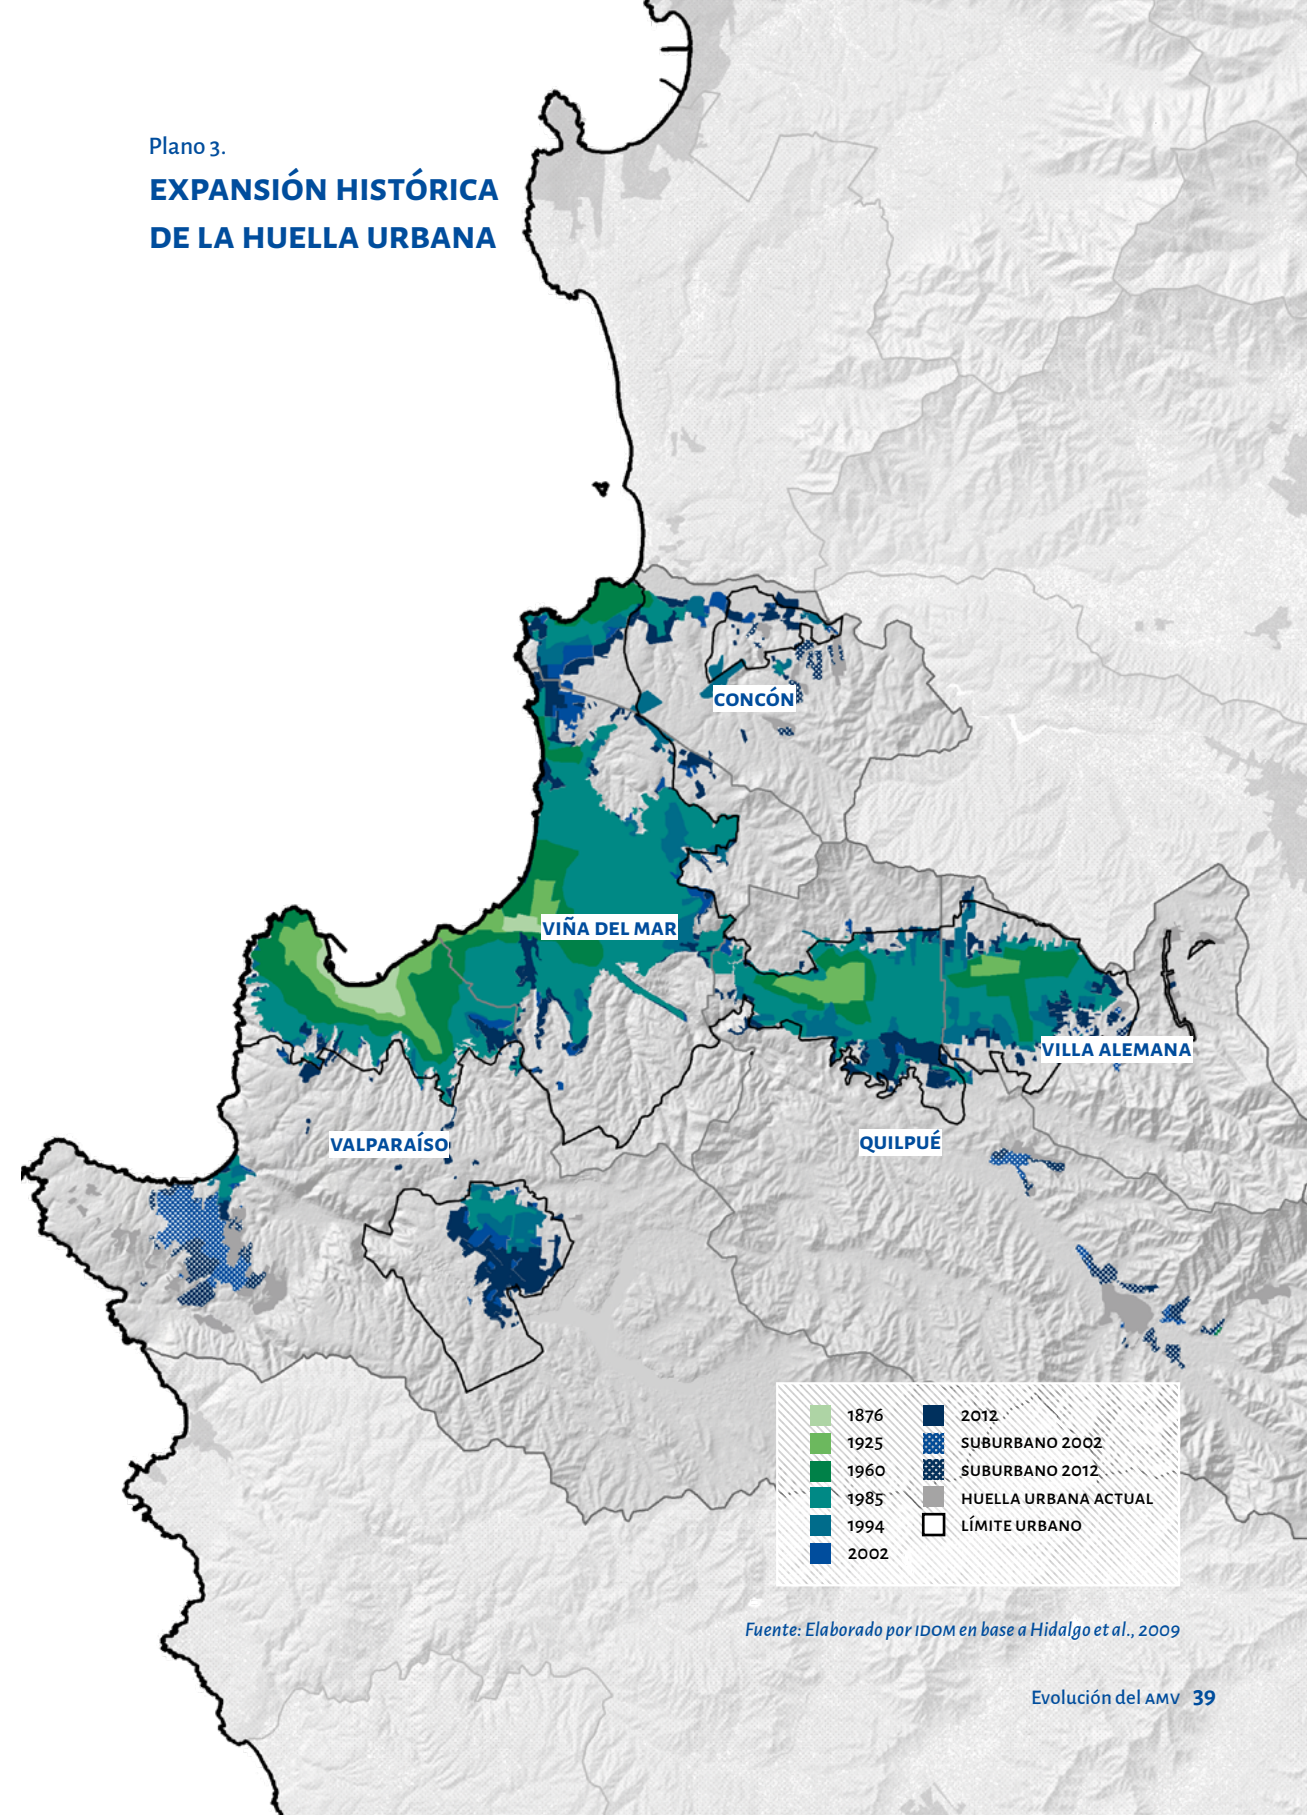 Plano 3.
EXPANSIÓN HISTÓRICA
DE LA HUELLA URBANA
CONCÓN
VIÑA DEL MAR
VILLA ALEMANA
VALPARAÍSO
QUILPUÉ
1876
1925
1960
1985
1994
2002
2012
SUBURBANO 2002
SUBURBANO 2012
HUELLA URBANA ACTUAL
LÍMITE URBANO
Fuente: Elaborado por IDOM en base a Hidalgo et al., 2009
Evolución del AMV 39